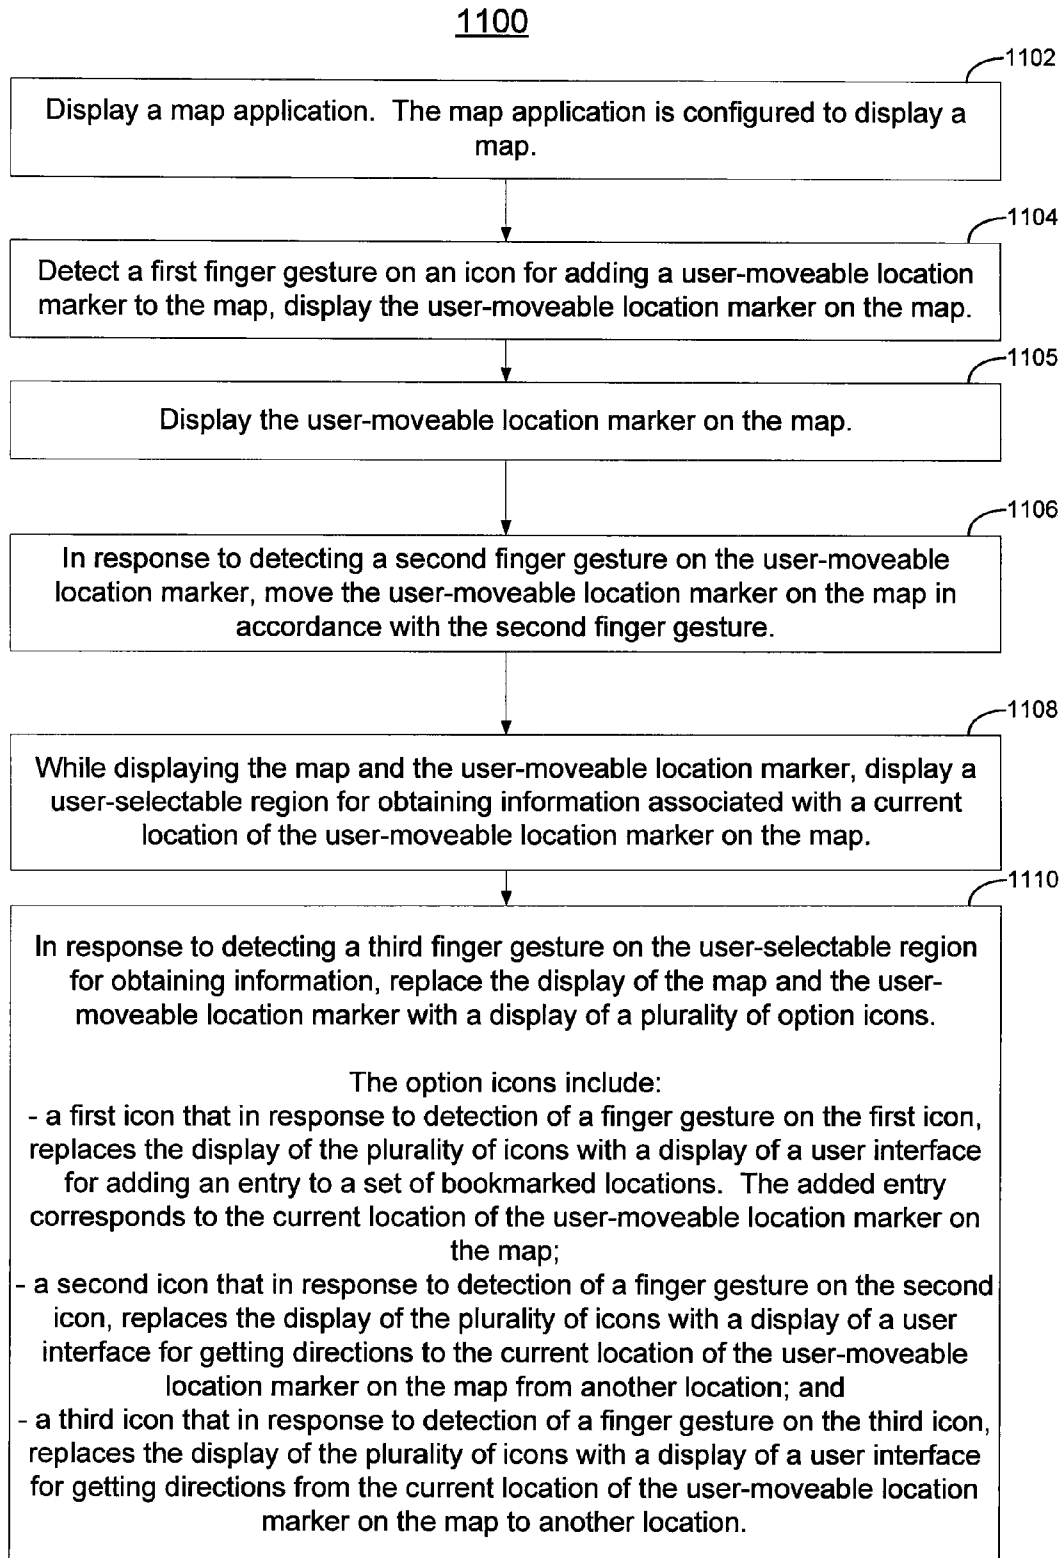 1100
1102
Display a map application. The map application is configured to display a
map.
1104
Detect a first finger gesture on an icon for adding a user-moveable location
marker to the map, display the user-moveable location marker on the map.
1105
Display the user-moveable location marker on the map.
1106
In response to detecting a second finger gesture on the user-moveable
location marker, move the user-moveable location marker on the map in
accordance with the second finger gesture.
1108
While displaying the map and the user-moveable location marker, display a
user-selectable region for obtaining information associated with a current
location of the user-moveable location marker on the map.
1110
In response to detecting a third finger gesture on the user-selectable region
for obtaining information, replace the display of the map and the user-
moveable location marker with a display of a plurality of option icons.
The option icons include:
- a first icon that in response to detection of a finger gesture on the first icon,
replaces the display of the plurality of icons with a display of a user interface
for adding an entry to a set of bookmarked locations. The added entry
corresponds to the current location of the user-moveable location marker on
the map;
- a second icon that in response to detection of a finger gesture on the second
icon, replaces the display of the plurality of icons with a display of a user
interface for getting directions to the current location of the user-moveable
location marker on the map from another location; and
- a third icon that in response to detection of a finger gesture on the third icon,
replaces the display of the plurality of icons with a display of a user interface
for getting directions from the current location of the user-moveable location
marker on the map to another location.